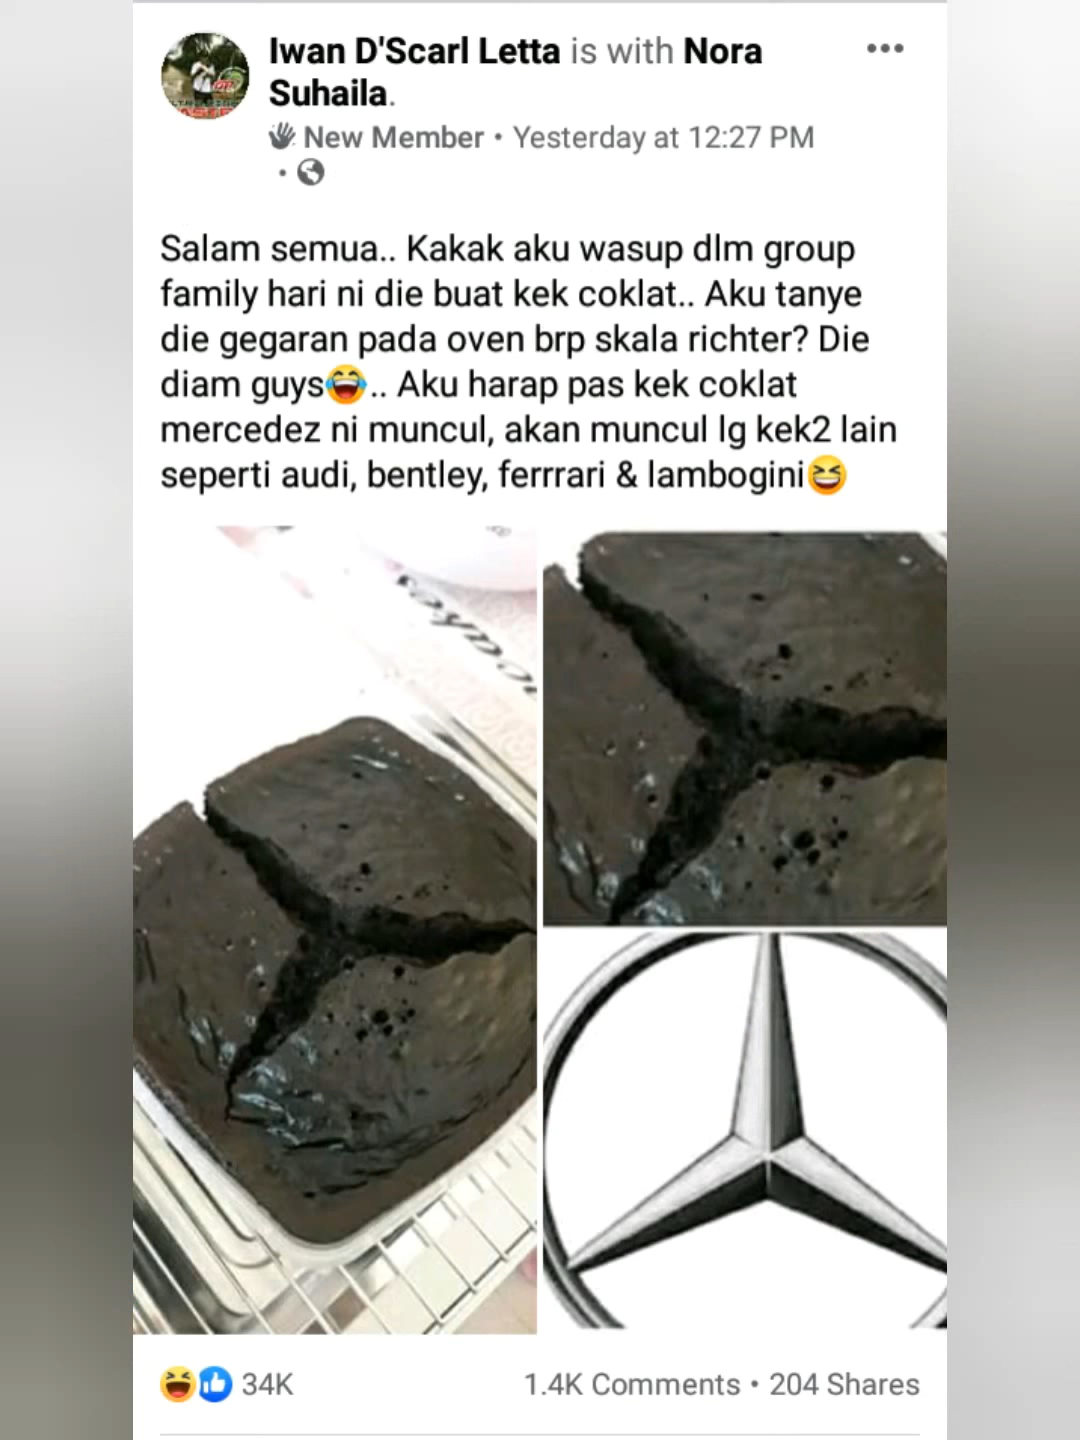 Iwan D'Scarl Letta is with Nora
Suhaila.
New Member • Yesterday at 12:27 PM
•
Salam semua.. Kakak aku wasup dlm group
family hari ni die buat kek coklat.. Aku tanye
die gegaran pada oven brp skala richter? Die
diam guys😂.. Aku harap pas kek coklat
mercedez ni muncul, akan muncul lg kek2 lain
seperti audi, bentley, ferrrari & lambogini😆
34K
1.4K Comments • 204 Shares